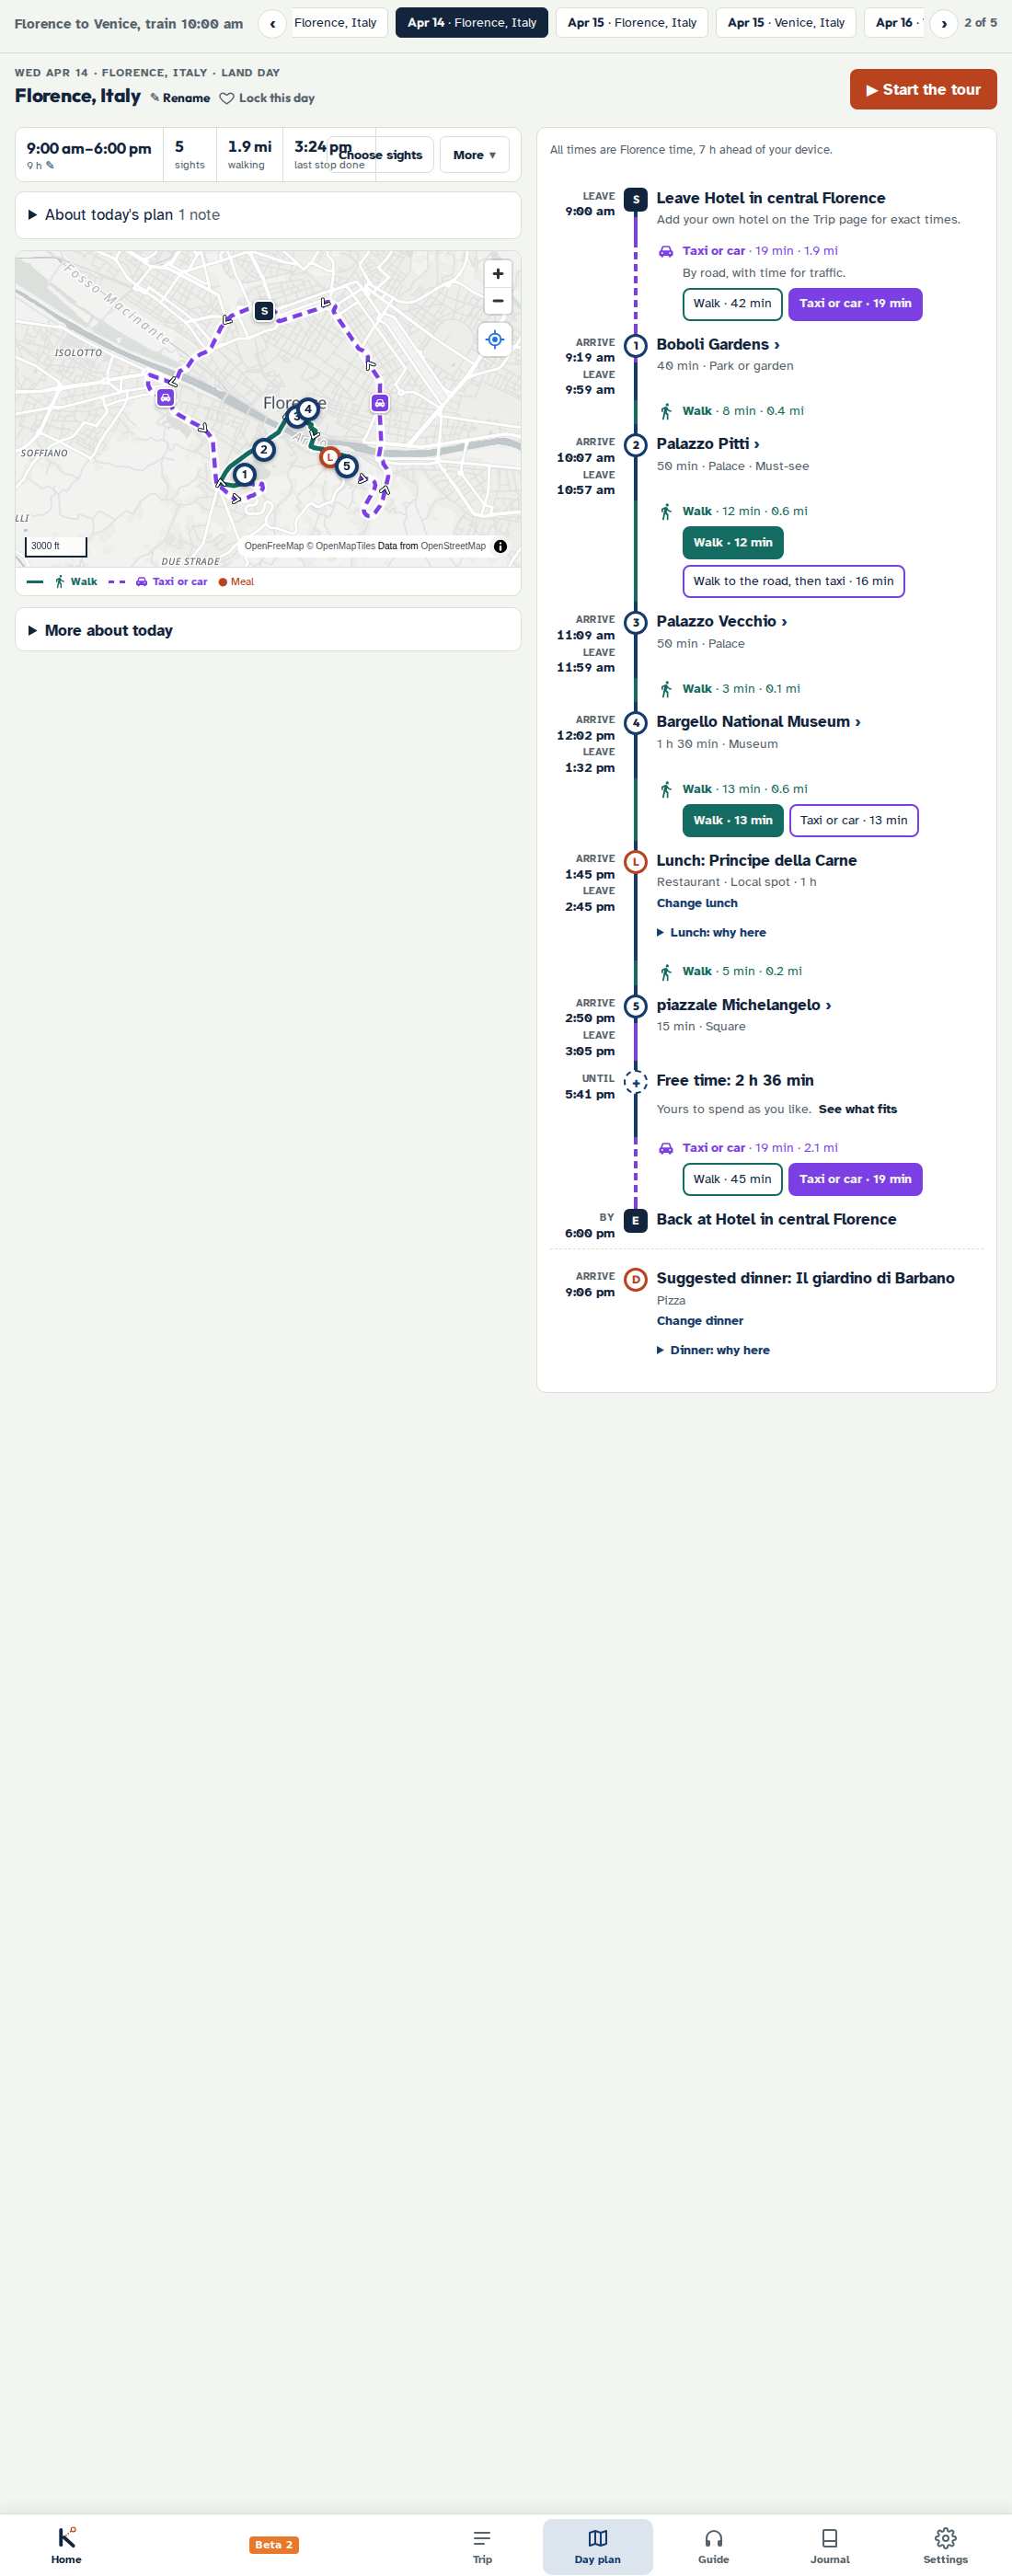 Florence to Venice, train 10:00 am
‹
Florence, Italy
Apr 14 · Florence, Italy
Apr 15 · Florence, Italy
Apr 15 · Venice, Italy
Apr 16 ·
›
2 of 5
WED APR 14 · FLORENCE, ITALY · LAND DAY
Florence, Italy ✎ Rename Lock this day
▶ Start the tour
9:00 am–6:00 pm
9 h ✎
5
sights
1.9 mi
walking
3:24 pm
last stop done
Choose sights
More ▾
▶ About today's plan 1 note
Fosso Macinante
ISOLOTTO
SOFFIANO
LLI
DUE STRADE
Florence
Arno
S
1
2
3
4
L
5
+
−
3000 ft
OpenFreeMap © OpenMapTiles Data from OpenStreetMap
Walk Taxi or car Meal
▶ More about today
All times are Florence time, 7 h ahead of your device.
LEAVE
9:00 am
S
Leave Hotel in central Florence
Add your own hotel on the Trip page for exact times.
Taxi or car · 19 min · 1.9 mi
By road, with time for traffic.
Walk · 42 min
Taxi or car · 19 min
ARRIVE
9:19 am
LEAVE
9:59 am
1
Boboli Gardens ›
40 min · Park or garden
Walk · 8 min · 0.4 mi
ARRIVE
10:07 am
LEAVE
10:57 am
2
Palazzo Pitti ›
50 min · Palace · Must-see
Walk · 12 min · 0.6 mi
Walk · 12 min
Walk to the road, then taxi · 16 min
ARRIVE
11:09 am
LEAVE
11:59 am
3
Palazzo Vecchio ›
50 min · Palace
Walk · 3 min · 0.1 mi
ARRIVE
12:02 pm
LEAVE
1:32 pm
4
Bargello National Museum ›
1 h 30 min · Museum
Walk · 13 min · 0.6 mi
Walk · 13 min
Taxi or car · 13 min
ARRIVE
1:45 pm
LEAVE
2:45 pm
L
Lunch: Principe della Carne
Restaurant · Local spot · 1 h
Change lunch
▶ Lunch: why here
Walk · 5 min · 0.2 mi
ARRIVE
2:50 pm
LEAVE
3:05 pm
5
piazzale Michelangelo ›
15 min · Square
UNTIL
5:41 pm
+
Free time: 2 h 36 min
Yours to spend as you like. See what fits
Taxi or car · 19 min · 2.1 mi
Walk · 45 min
Taxi or car · 19 min
BY
6:00 pm
E
Back at Hotel in central Florence
ARRIVE
9:06 pm
D
Suggested dinner: Il giardino di Barbano
Pizza
Change dinner
▶ Dinner: why here
Home
Beta 2
Trip
Day plan
Guide
Journal
Settings